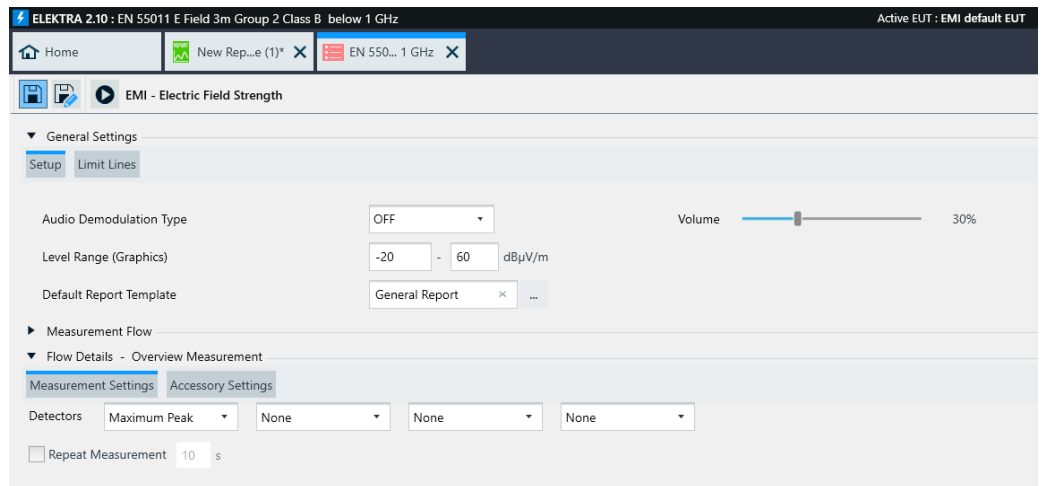 ELEKTRA 2.10 : EN 55011 E Field 3m Group 2 Class B below 1 GHz Active EUT : EMI default EUT
Home New Rep...e (1)* EN 550... 1 GHz
EMI - Electric Field Strength
General Settings
Setup Limit Lines
Audio Demodulation Type OFF Volume 30%
Level Range (Graphics) -20 - 60 dBµV/m
Default Report Template General Report × ...
Measurement Flow
Flow Details - Overview Measurement
Measurement Settings Accessory Settings
Detectors Maximum Peak None None None
Repeat Measurement 10 s